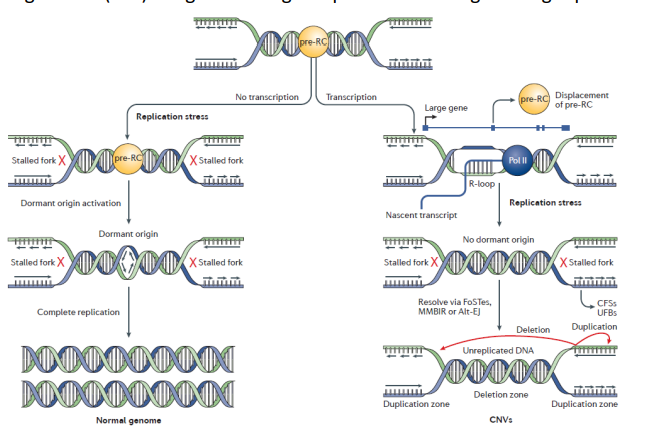 pre-RC
No transcription
Transcription
Replication stress
Large gene
pre-RC
Displacement
of pre-RC
Stalled fork X
pre-RC
X Stalled fork
Pol II
R-loop
Nascent transcript
Replication stress
Dormant origin activation
Dormant origin
Stalled fork X
X Stalled fork
No dormant origin
Stalled fork X
X Stalled fork
CFSs
UFBs
Complete replication
Resolve via FoSTes,
MMBIR or Alt-EJ
Deletion
Duplication
Unreplicated DNA
Deletion zone
Duplication zone
Duplication zone
Normal genome
CNVs